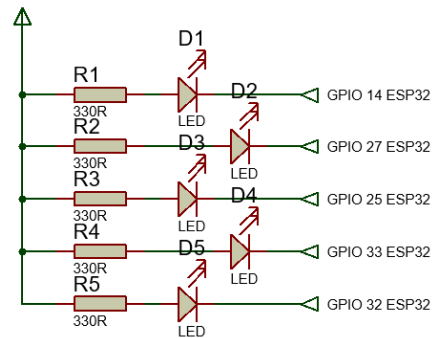 D1
R1
D2
GPIO 14 ESP32
330R
LED
R2
D3
GPIO 27 ESP32
330R
LED
R3
D4
GPIO 25 ESP32
330R
LED
R4
D5
GPIO 33 ESP32
330R
LED
R5
GPIO 32 ESP32
330R
LED